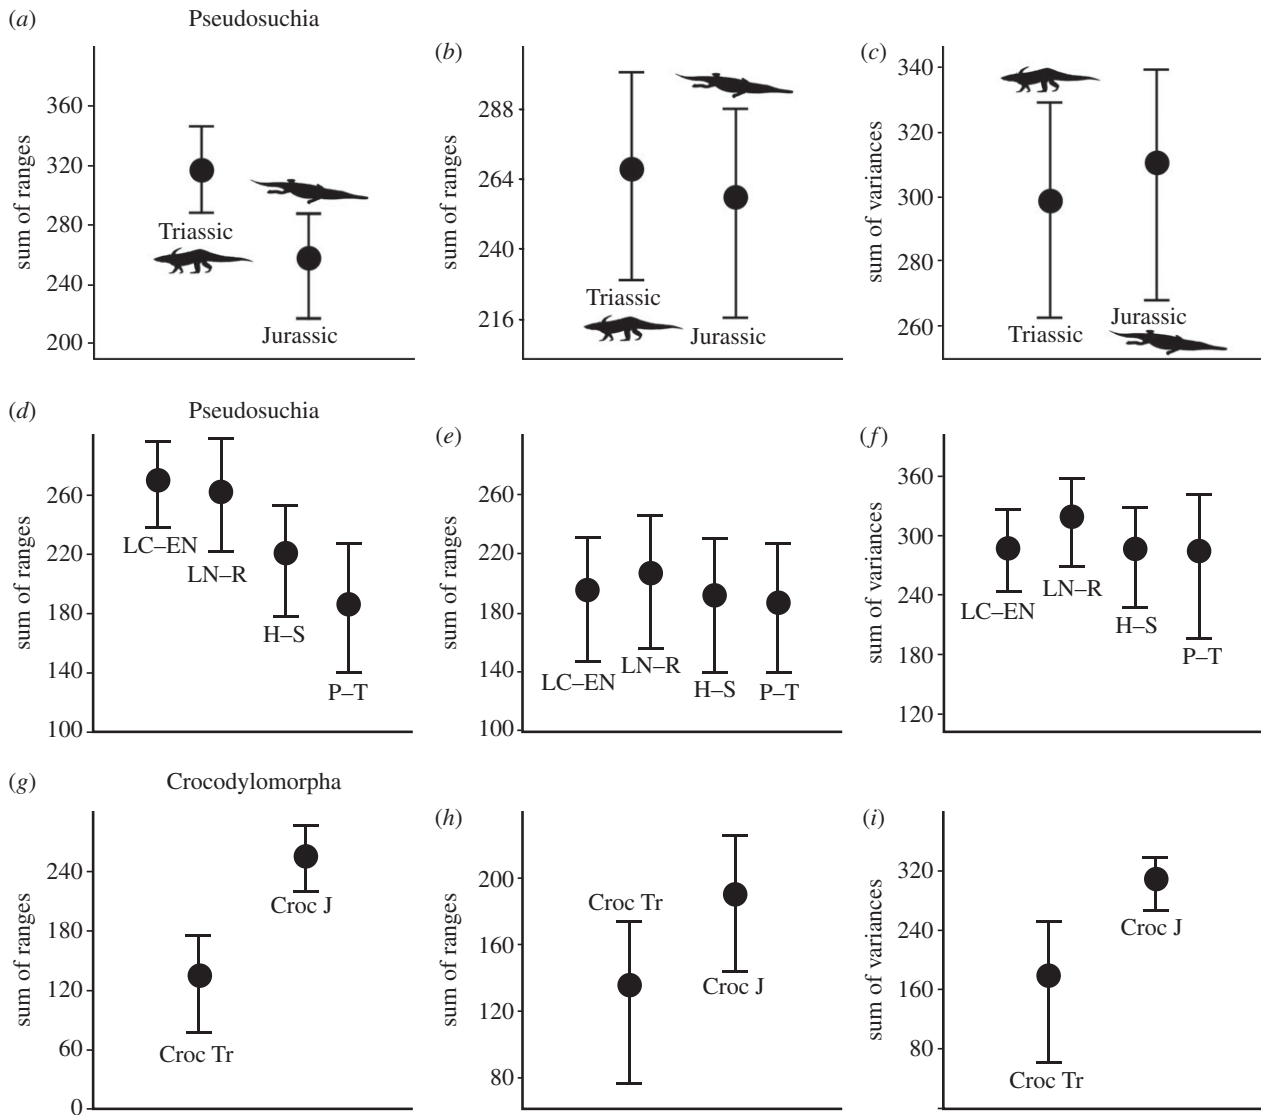 (a) Pseudosuchia
sum of ranges
360
320
280
240
200
Triassic
Jurassic
(b)
sum of ranges
288
264
240
216
Triassic
Jurassic
(c)
sum of variances
340
320
300
280
260
Triassic
Jurassic
(d) Pseudosuchia
sum of ranges
260
220
180
140
100
LC–EN
LN–R
H–S
P–T
(e)
sum of ranges
260
220
180
140
100
LC–EN
LN–R
H–S
P–T
(f)
sum of variances
360
300
240
180
120
LC–EN
LN–R
H–S
P–T
(g) Crocodylomorpha
sum of ranges
240
180
120
60
0
Croc J
Croc Tr
(h)
sum of ranges
200
160
120
80
Croc Tr
Croc J
(i)
sum of variances
320
240
160
80
Croc J
Croc Tr